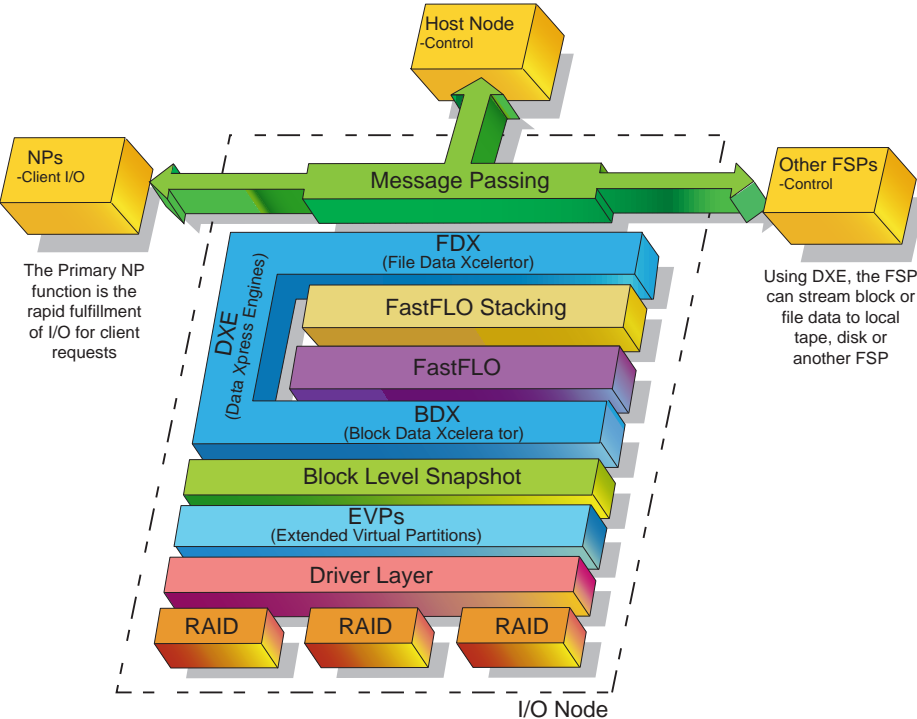 Host Node
-Control
NPs
-Client I/O
Message Passing
Other FSPs
-Control
The Primary NP
function is the
rapid fulfillment
of I/O for client
requests
Using DXE, the FSP
can stream block or
file data to local
tape, disk or
another FSP
FDX
(File Data Xcelertor)
DXE
(Data Xpress Engines)
FastFLO Stacking
FastFLO
BDX
(Block Data Xcelera tor)
Block Level Snapshot
EVPs
(Extended Virtual Partitions)
Driver Layer
RAID
RAID
RAID
I/O Node